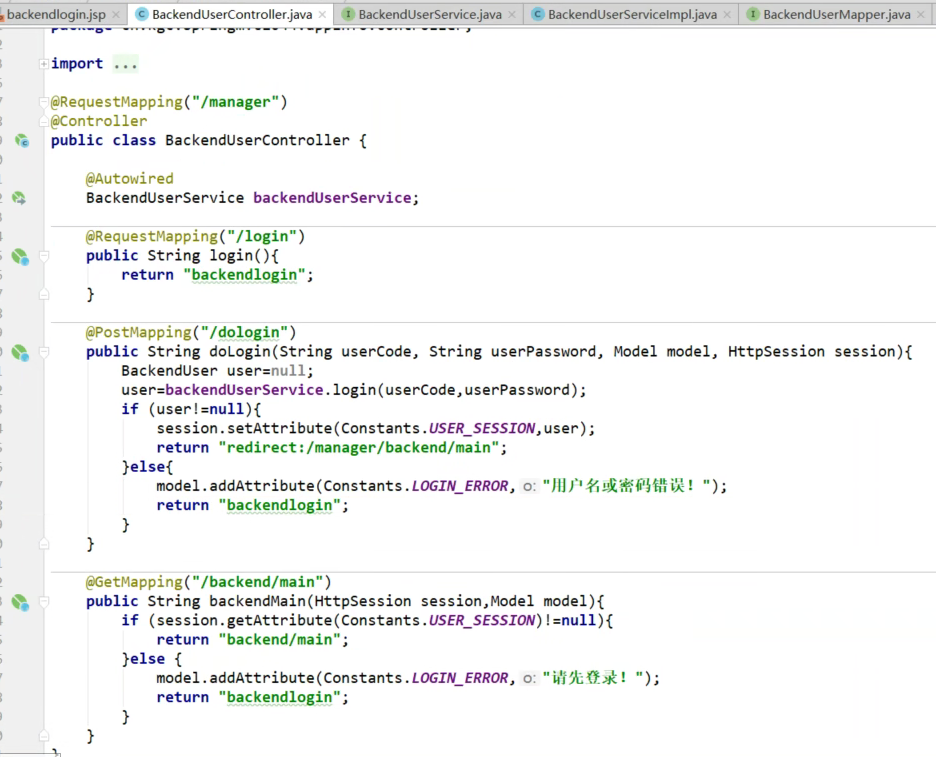 backendlogin.jsp BackendUserController.java BackendUserService.java BackendUserServiceImpl.java BackendUserMapper.java
import ...
@RequestMapping("/manager")
@Controller
public class BackendUserController {
@Autowired
BackendUserService backendUserService;
@RequestMapping("/login")
public String login(){
return "backendlogin";
}
@PostMapping("/dologin")
public String doLogin(String userCode, String userPassword, Model model, HttpSession session){
BackendUser user=null;
user=backendUserService.login(userCode,userPassword);
if (user!=null){
session.setAttribute(Constants.USER_SESSION,user);
return "redirect:/manager/backend/main";
}else{
model.addAttribute(Constants.LOGIN_ERROR, o: "用户名或密码错误!");
return "backendlogin";
}
}
@GetMapping("/backend/main")
public String backendMain(HttpSession session,Model model){
if (session.getAttribute(Constants.USER_SESSION)!=null){
return "backend/main";
}else {
model.addAttribute(Constants.LOGIN_ERROR, o: "请先登录!");
return "backendlogin";
}
}
}